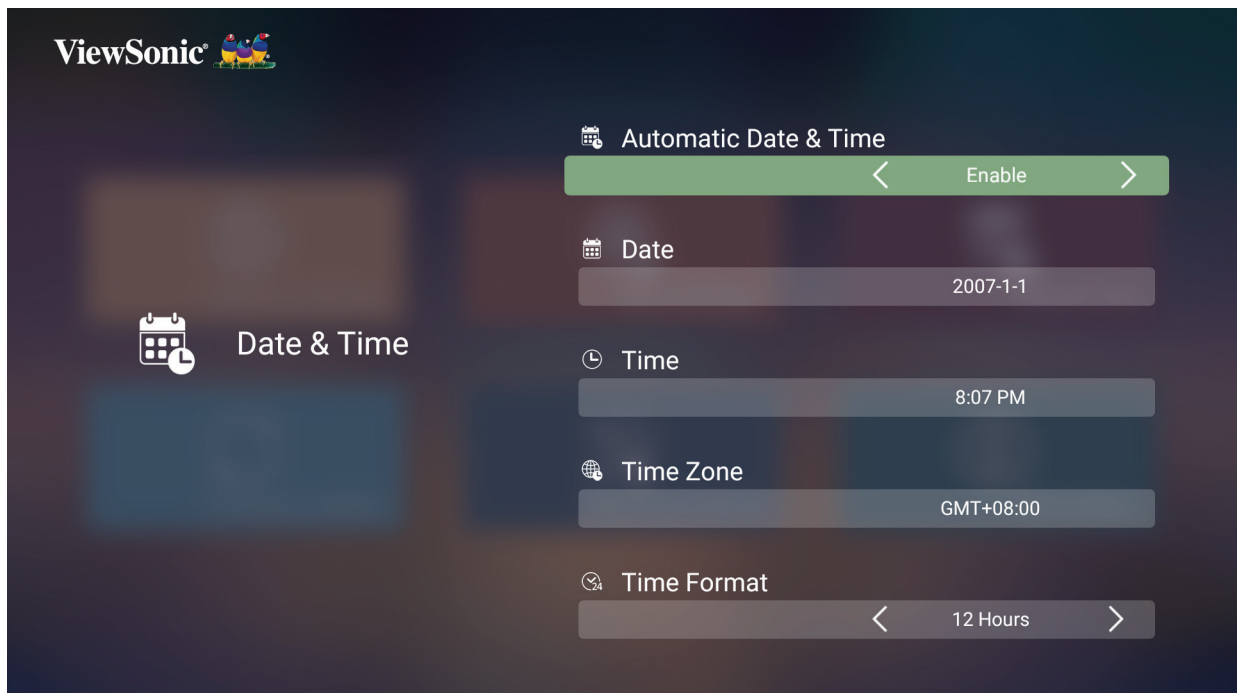 ViewSonic®
Automatic Date & Time
Enable
Date
2007-1-1
Date & Time
Time
8:07 PM
Time Zone
GMT+08:00
24
Time Format
12 Hours